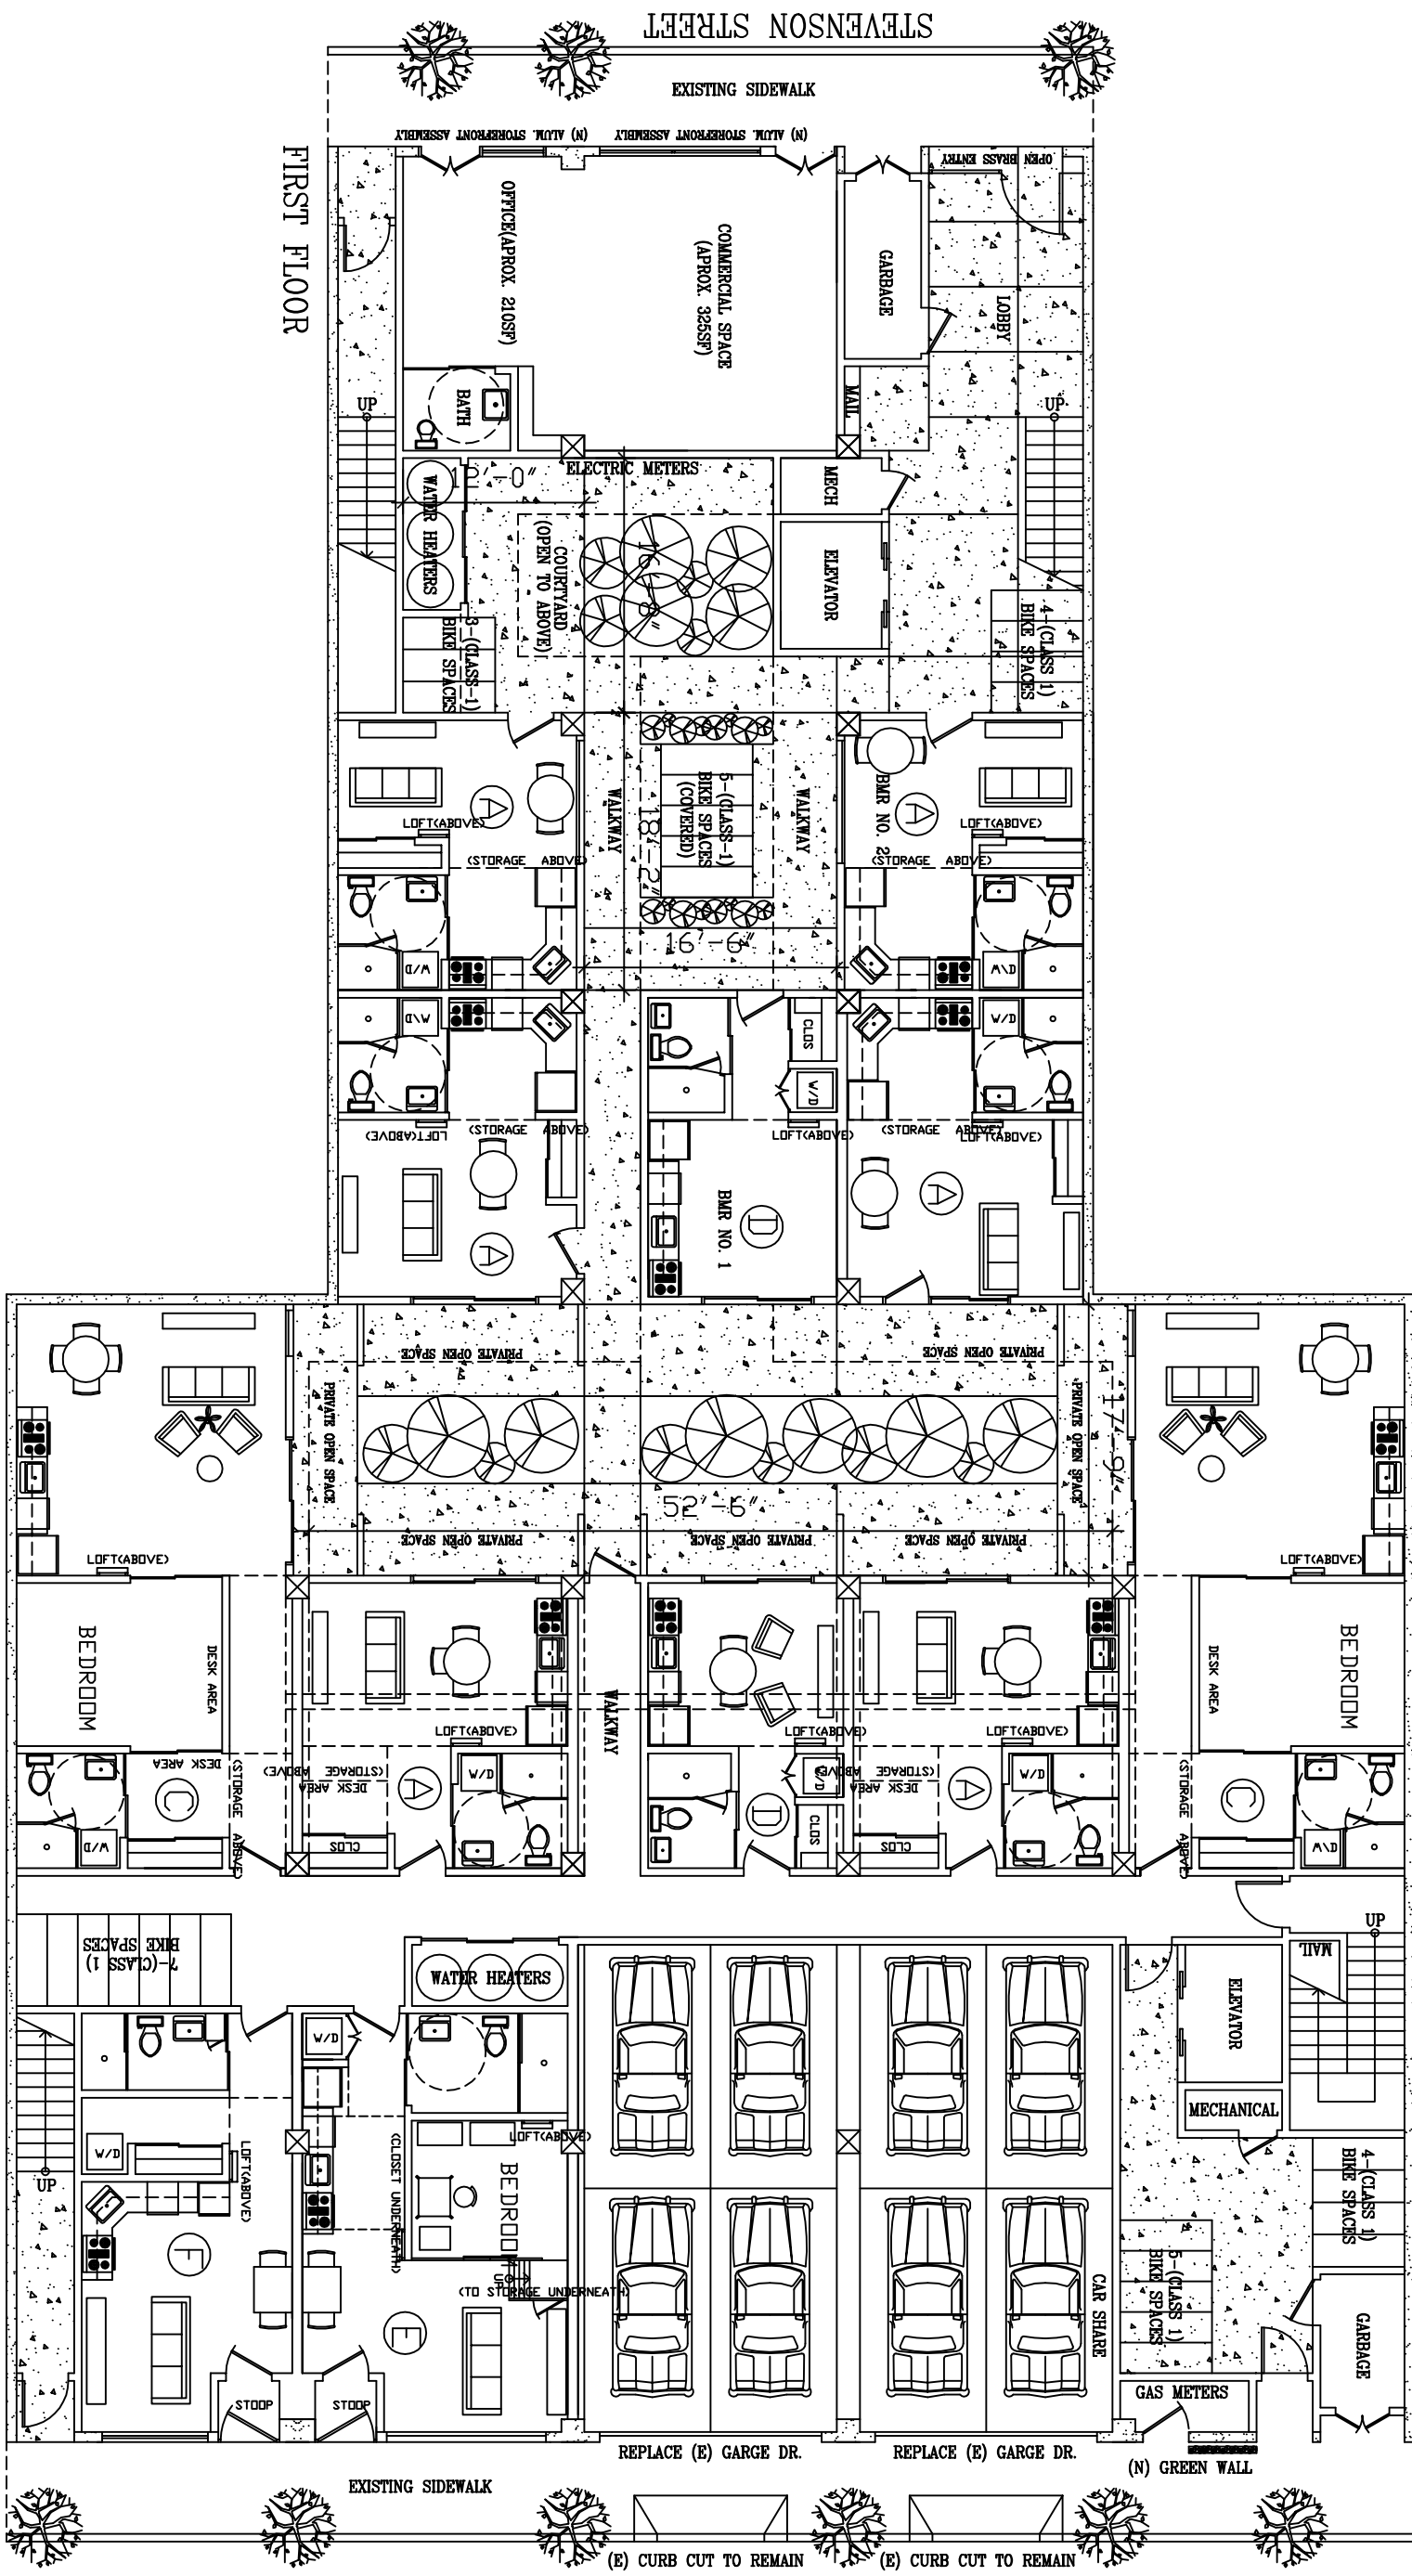 STEVENSON STREET
EXISTING SIDEWALK
(N) ALUM. STOREFRONT ASSEMBLY
(N) ALUM. STOREFRONT ASSEMBLY
OPEN BRASS ENTRY
FIRST FLOOR
OFFICE(APROX. 210SF)
COMMERCIAL SPACE
(APROX. 325SF)
GARBAGE
LOBBY
UP
BATH
MAIL
UP
ELECTRIC METERS
12'-0"
WATER HEATERS
MECH
COURTYARD
(OPEN TO ABOVE)
16'-8"
ELEVATOR
3-(CLASS-1)
BIKE SPACES
4-(CLASS 1)
BIKE SPACES
A
LOFT(ABOVE)
(STORAGE ABOVE)
WALKWAY
5-(CLASS-1)
BIKE SPACES
(COVERED)
18'-2"
WALKWAY
BMR NO. 2
A
LOFT(ABOVE)
(STORAGE ABOVE)
16'-6"
W/D
W/D
W/D
CLOS
W/D
W/D
LOFT(ABOVE)
(STORAGE ABOVE)
LOFT(ABOVE)
(STORAGE ABOVE)
LOFT(ABOVE)
A
BMR NO. 1
D
A
PRIVATE OPEN SPACE
PRIVATE OPEN SPACE
PRIVATE OPEN SPACE
PRIVATE OPEN SPACE
17'-9"
52'-6"
PRIVATE OPEN SPACE
PRIVATE OPEN SPACE
PRIVATE OPEN SPACE
LOFT(ABOVE)
LOFT(ABOVE)
BEDROOM
DESK AREA
WALKWAY
DESK AREA
BEDROOM
LOFT(ABOVE)
LOFT(ABOVE)
LOFT(ABOVE)
DESK AREA
C
(STORAGE ABOVE)
(STORAGE ABOVE)
DESK AREA
A
W/D
D
W/D
(STORAGE ABOVE)
DESK AREA
A
W/D
(STORAGE ABOVE)
C
W/D
CLOS
CLOS
CLOS
W/D
7-(CLASS 1)
BIKE SPACES
WATER HEATERS
MAIL
UP
ELEVATOR
W/D
MECHANICAL
W/D
LOFT(ABOVE)
(CLOSET UNDERNEATH)
LOFT(ABOVE)
BEDROOM
UP
4-(CLASS 1)
BIKE SPACES
F
UP
(TO STORAGE UNDERNEATH)
E
CAR SHARE
5-(CLASS 1)
BIKE SPACES
GARBAGE
STOOP
STOOP
GAS METERS
REPLACE (E) GARGE DR.
REPLACE (E) GARGE DR.
(N) GREEN WALL
EXISTING SIDEWALK
(E) CURB CUT TO REMAIN
(E) CURB CUT TO REMAIN